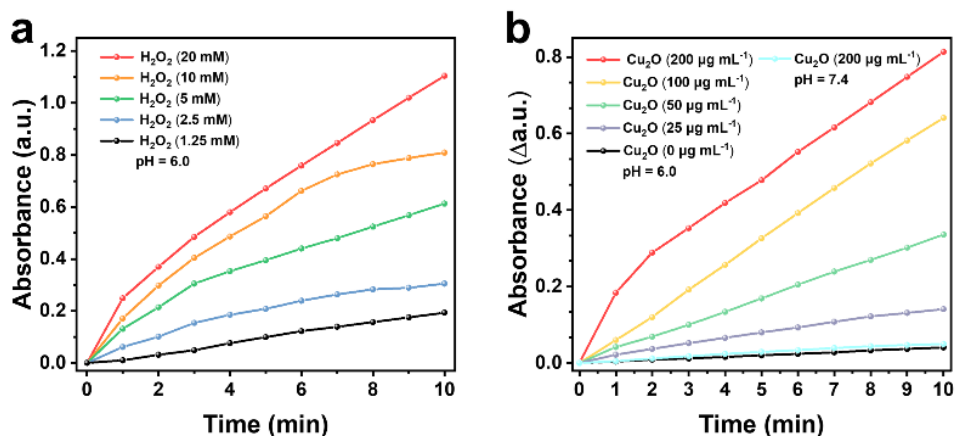 a
Absorbance (a.u.)
1.2
1.0
0.8
0.6
0.4
0.2
0.0
H₂O₂ (20 mM)
H₂O₂ (10 mM)
H₂O₂ (5 mM)
H₂O₂ (2.5 mM)
H₂O₂ (1.25 mM)
pH = 6.0
0 2 4 6 8 10
Time (min)
b
Absorbance (Δa.u.)
0.8
0.6
0.4
0.2
0.0
Cu₂O (200 μg mL⁻¹)
Cu₂O (100 μg mL⁻¹)
Cu₂O (50 μg mL⁻¹)
Cu₂O (25 μg mL⁻¹)
Cu₂O (0 μg mL⁻¹)
pH = 6.0
Cu₂O (200 μg mL⁻¹)
pH = 7.4
0 1 2 3 4 5 6 7 8 9 10
Time (min)